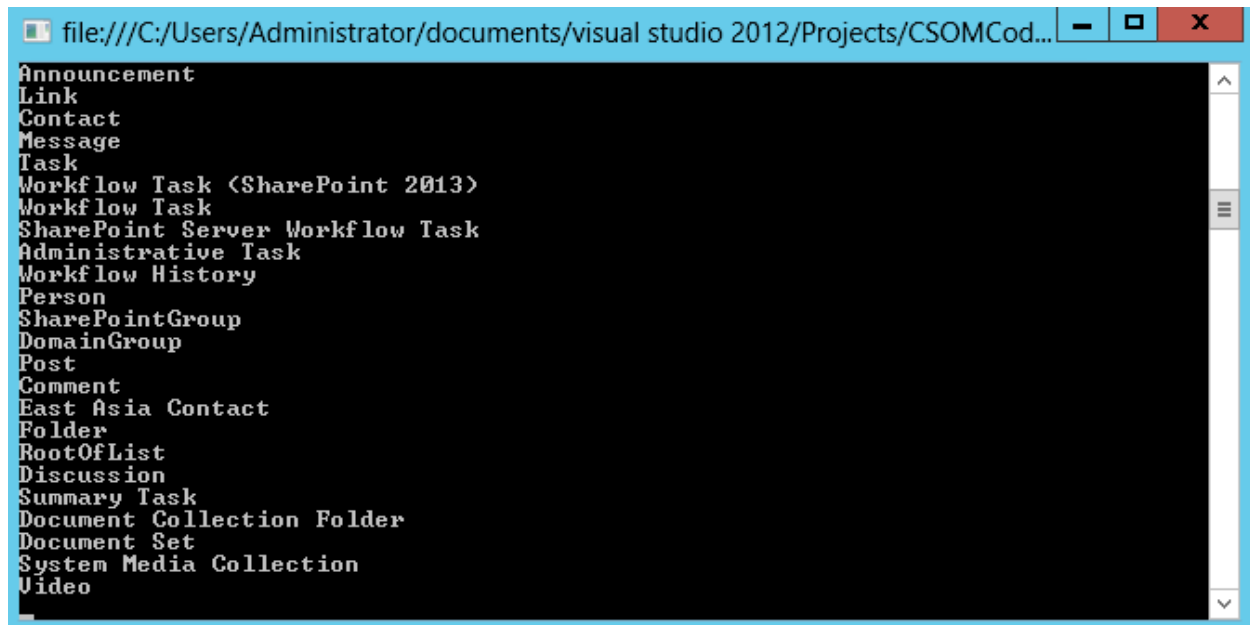 file:///C:/Users/Administrator/documents/visual studio 2012/Projects/CSOMCod...
Announcement
Link
Contact
Message
Task
Workflow Task (SharePoint 2013)
Workflow Task
SharePoint Server Workflow Task
Administrative Task
Workflow History
Person
SharePointGroup
DomainGroup
Post
Comment
East Asia Contact
Folder
RootOfList
Discussion
Summary Task
Document Collection Folder
Document Set
System Media Collection
Video